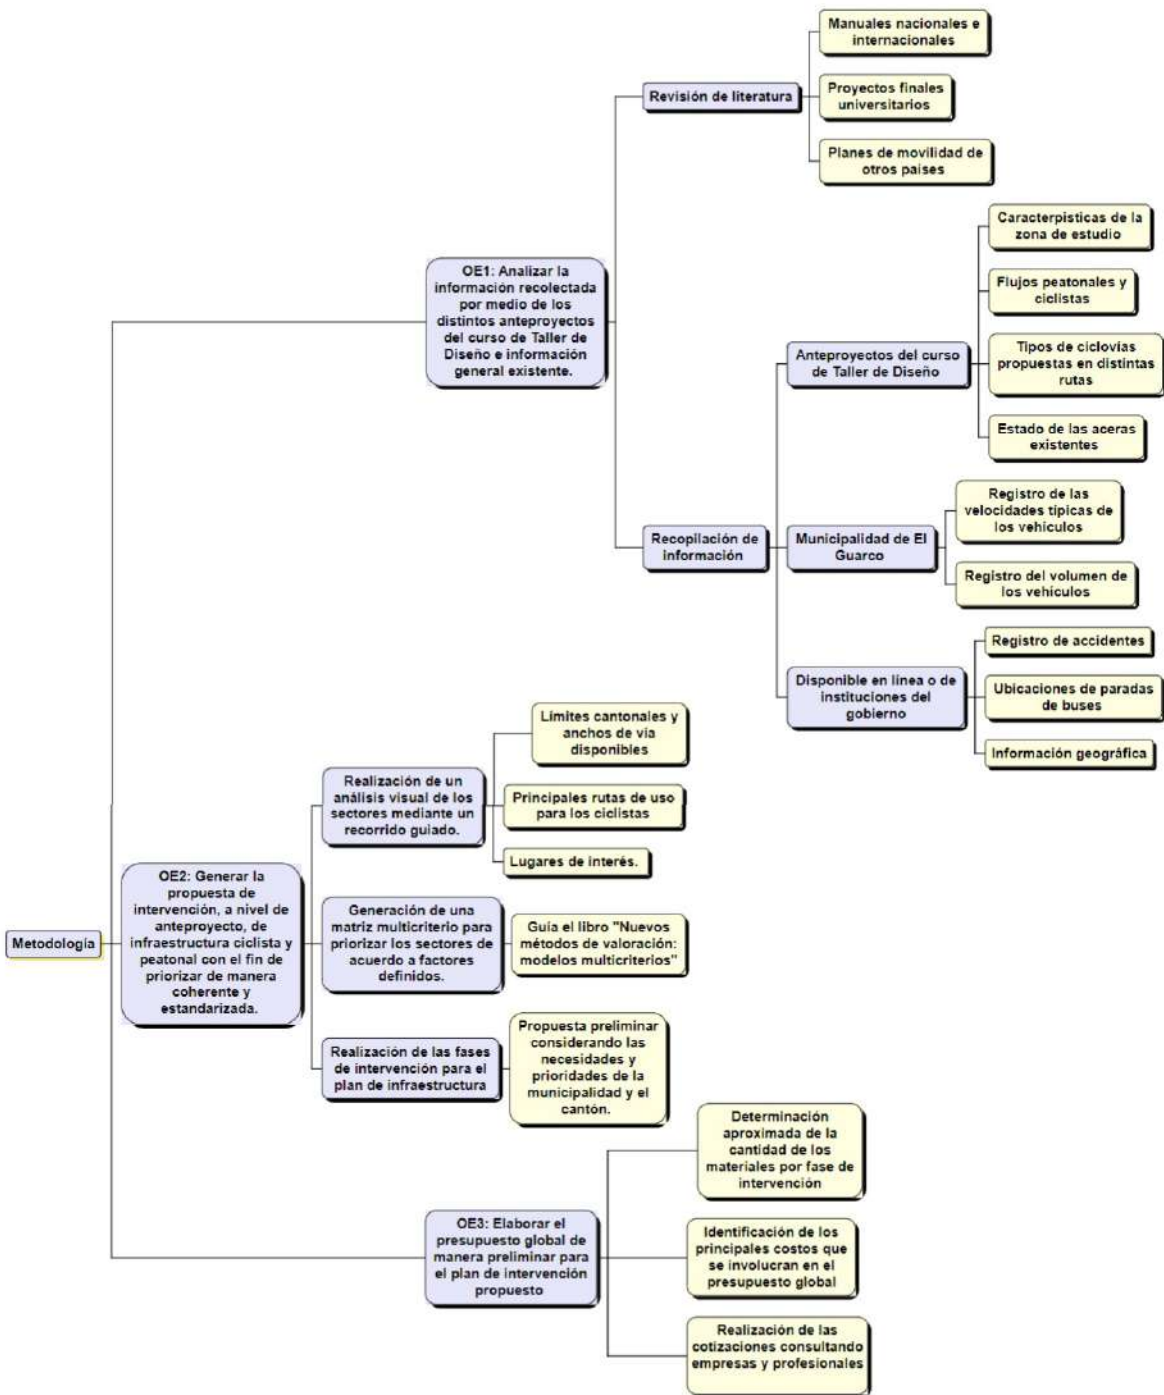 Metodología
OE1: Analizar la
información recolectada
por medio de los
distintos anteproyectos
del curso de Taller de
Diseño e información
general existente.
Revisión de literatura
Manuales nacionales e
internacionales
Proyectos finales
universitarios
Planes de movilidad de
otros países
Recopilación de
información
Anteproyectos del curso
de Taller de Diseño
Caracterpisticas de la
zona de estudio
Flujos peatonales y
ciclistas
Tipos de ciclovías
propuestas en distintas
rutas
Estado de las aceras
existentes
Municipalidad de El
Guarco
Registro de las
velocidades típicas de
los vehículos
Registro del volumen de
los vehículos
Disponible en línea o de
instituciones del
gobierno
Registro de accidentes
Ubicaciones de paradas
de buses
Información geográfica
OE2: Generar la
propuesta de
intervención, a nivel de
anteproyecto, de
infraestructura ciclista y
peatonal con el fin de
priorizar de manera
coherente y
estandarizada.
Realización de un
análisis visual de los
sectores mediante un
recorrido guiado.
Límites cantonales y
anchos de vía
disponibles
Principales rutas de uso
para los ciclistas
Lugares de interés.
Generación de una
matriz multicriterio para
priorizar los sectores de
acuerdo a factores
definidos.
Guía el libro "Nuevos
métodos de valoración:
modelos multicriterios"
Realización de las fases
de intervención para el
plan de infraestructura
Propuesta preliminar
considerando las
necesidades y
prioridades de la
municipalidad y el
cantón.
OE3: Elaborar el
presupuesto global de
manera preliminar para
el plan de intervención
propuesto
Determinación
aproximada de la
cantidad de los
materiales por fase de
intervención
Identificación de los
principales costos que
se involucran en el
presupuesto global
Realización de las
cotizaciones consultando
empresas y profesionales